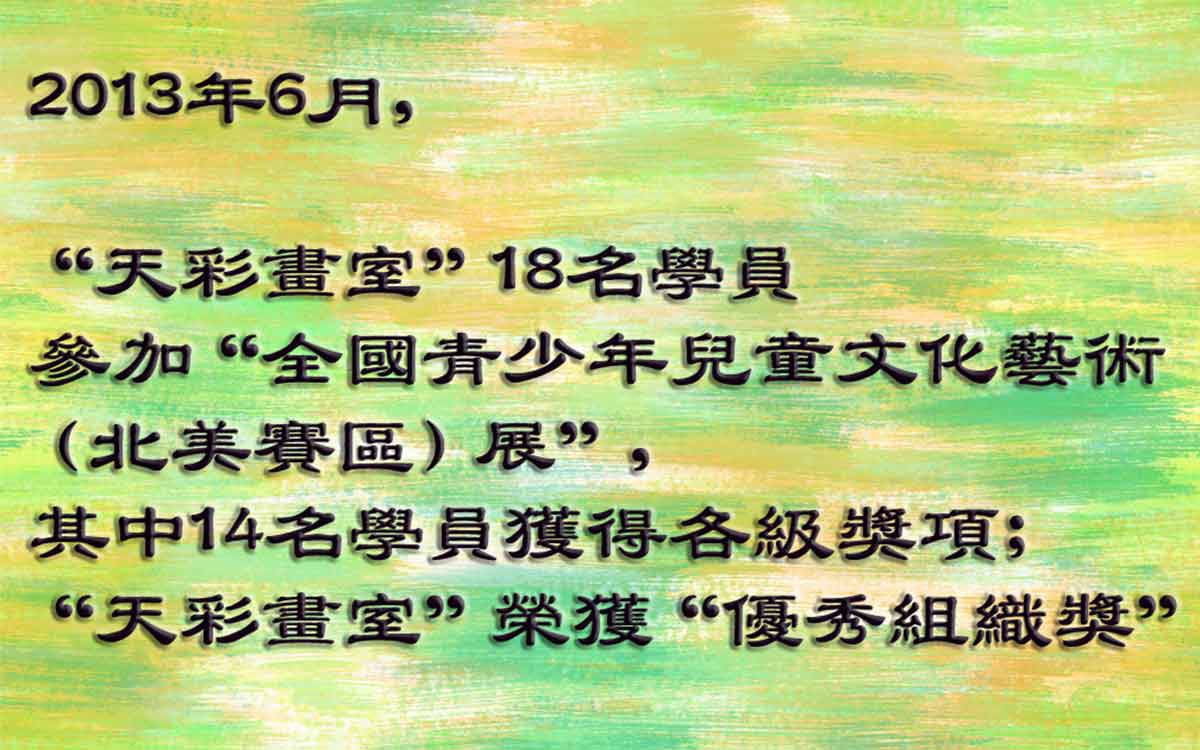 2013年6月，
“天彩畫室”18名學員
參加“全國青少年兒童文化藝術
（北美賽區）展”，
其中14名學員獲得各級獎項；
“天彩畫室”榮獲“優秀組織獎”